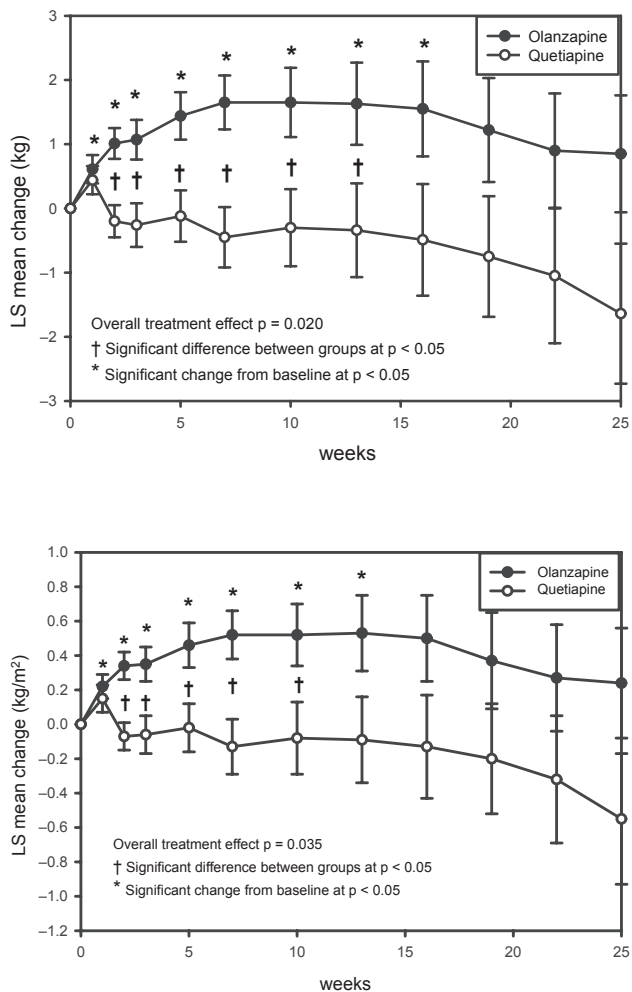 3
2
1
0
–1
–2
–3
LS mean change (kg)
Olanzapine
Quetiapine
* * * * * * * *
† † † † † †
Overall treatment effect p = 0.020
† Significant difference between groups at p < 0.05
* Significant change from baseline at p < 0.05
0 5 10 15 20 25
weeks
1.0
0.8
0.6
0.4
0.2
0.0
–0.2
–0.4
–0.6
–0.8
–1.0
–1.2
LS mean change (kg/m²)
Olanzapine
Quetiapine
* * * * * * *
† † † † †
Overall treatment effect p = 0.035
† Significant difference between groups at p < 0.05
* Significant change from baseline at p < 0.05
0 5 10 15 20 25
weeks